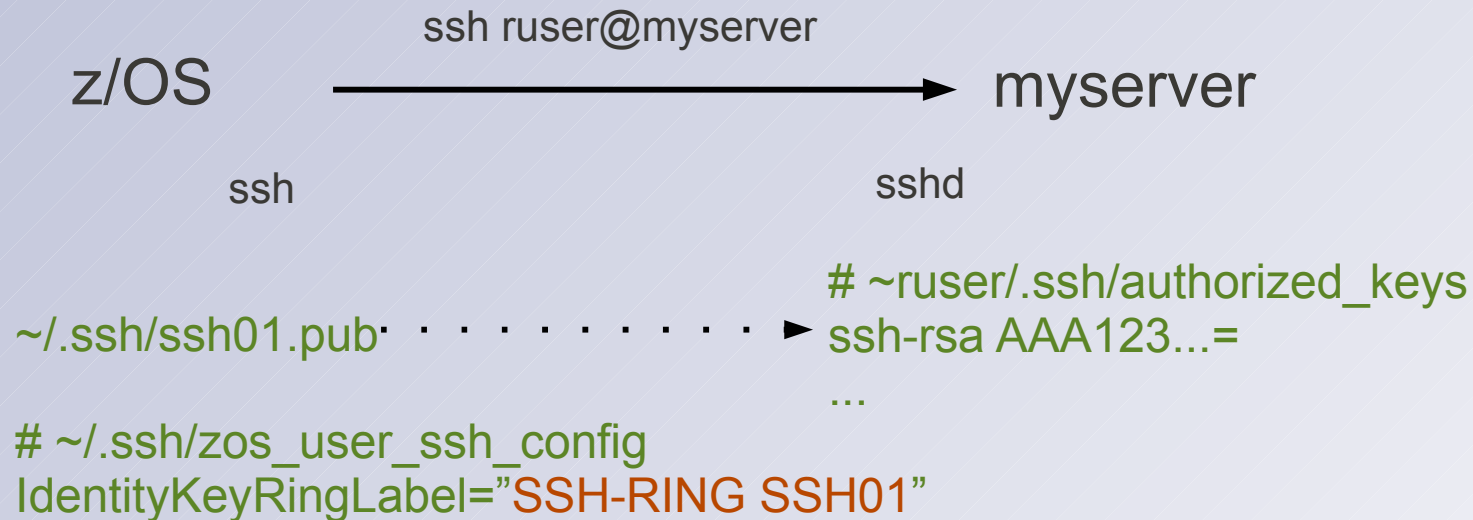 ssh ruser@myserver
z/OS
myserver
ssh
sshd
# ~ruser/.ssh/authorized_keys
~/.ssh/ssh01.pub
ssh-rsa AAA123...=
...
# ~/.ssh/zos_user_ssh_config
IdentityKeyRingLabel=”SSH-RING SSH01”